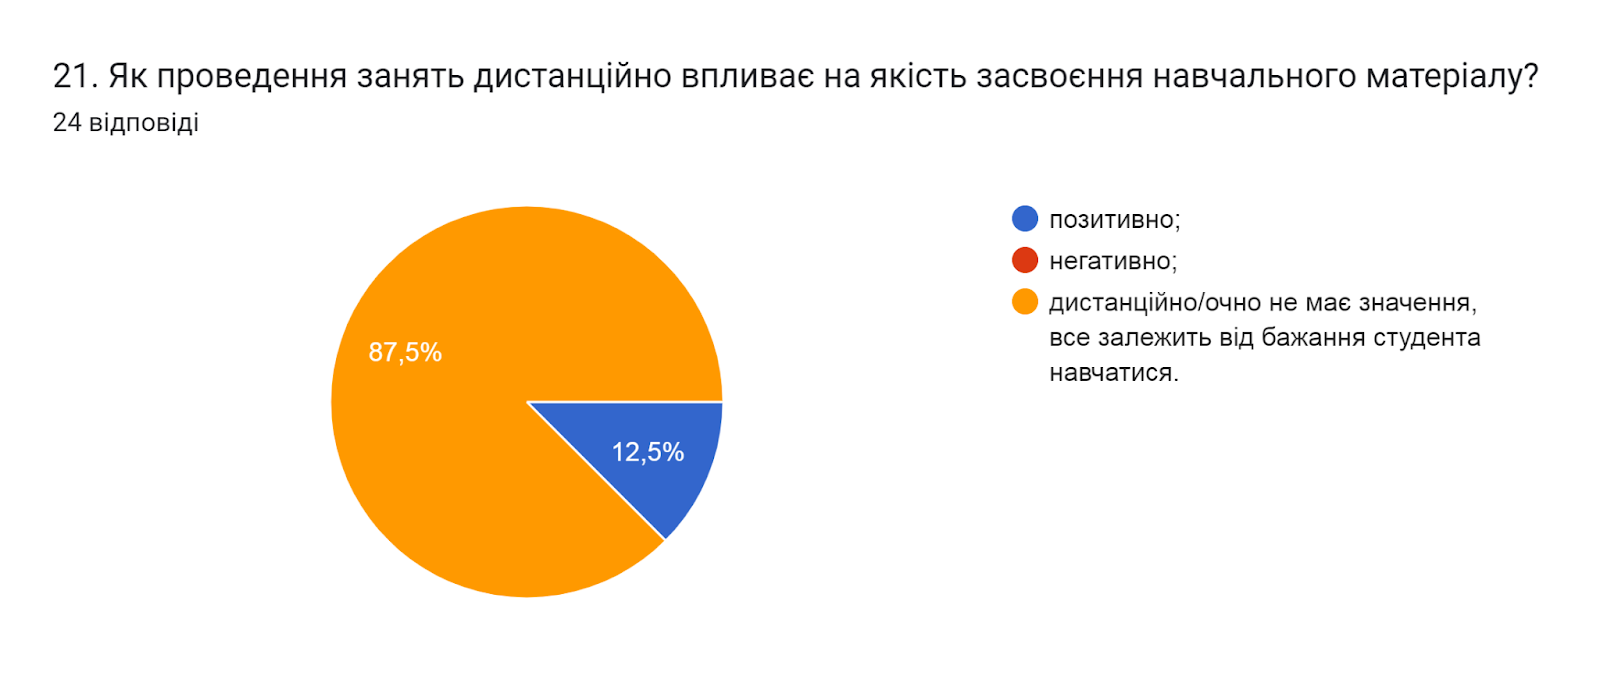 21. Як проведення занять дистанційно впливає на якість засвоєння навчального матеріалу?
24 відповіді
позитивно;
негативно;
дистанційно/очно не має значення,
все залежить від бажання студента
навчатися.
87,5%
12,5%